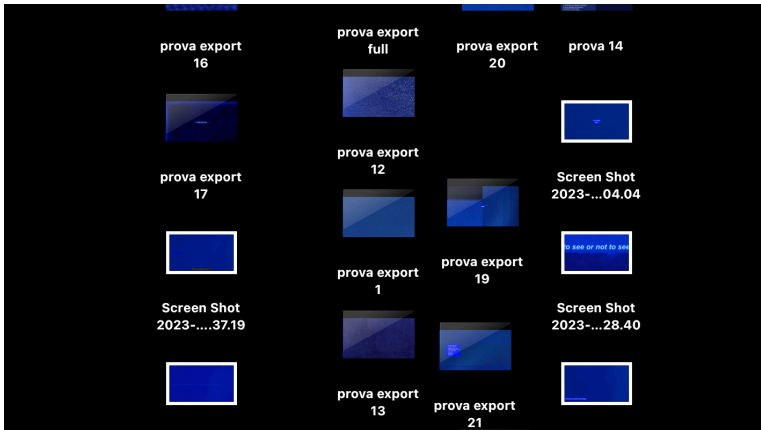 prova export
16
prova export
full
prova export
20
prova 14
prova export
12
prova export
17
Screen Shot
2023-...04.04
prova export
19
to see or not to see
prova export
1
Screen Shot
2023-....37.19
Screen Shot
2023-...28.40
prova export
13
prova export
21